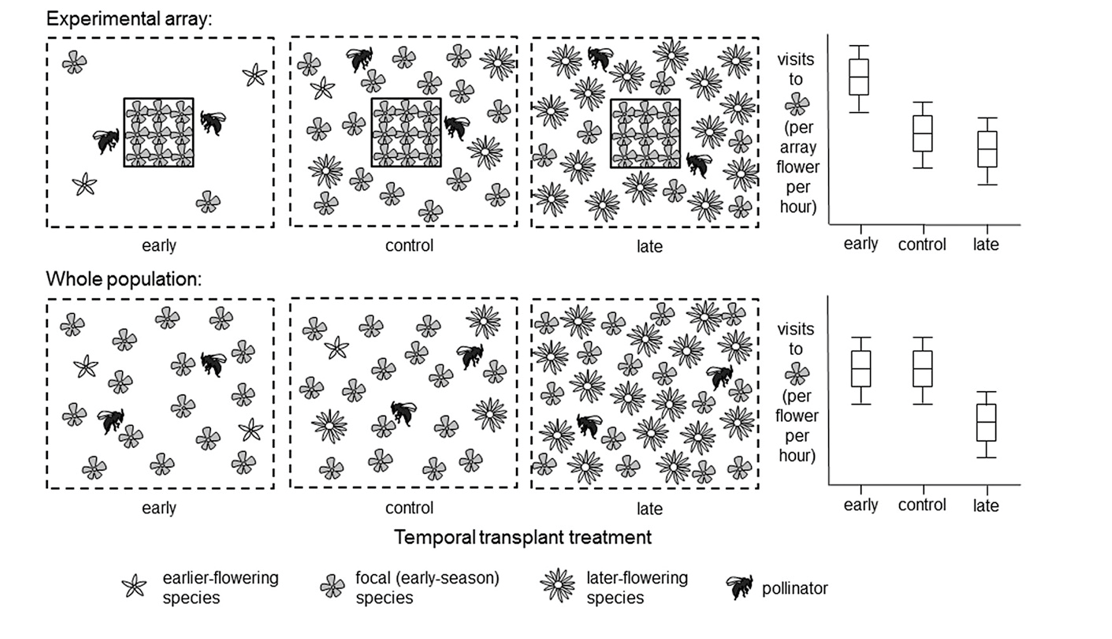 Experimental array:
early
control
late
visits
to
(per
array
flower
per
hour)
early
control
late
Whole population:
early
control
late
visits
to
(per
flower
per
hour)
early
control
late
Temporal transplant treatment
earlier-flowering
species
focal (early-season)
species
later-flowering
species
pollinator